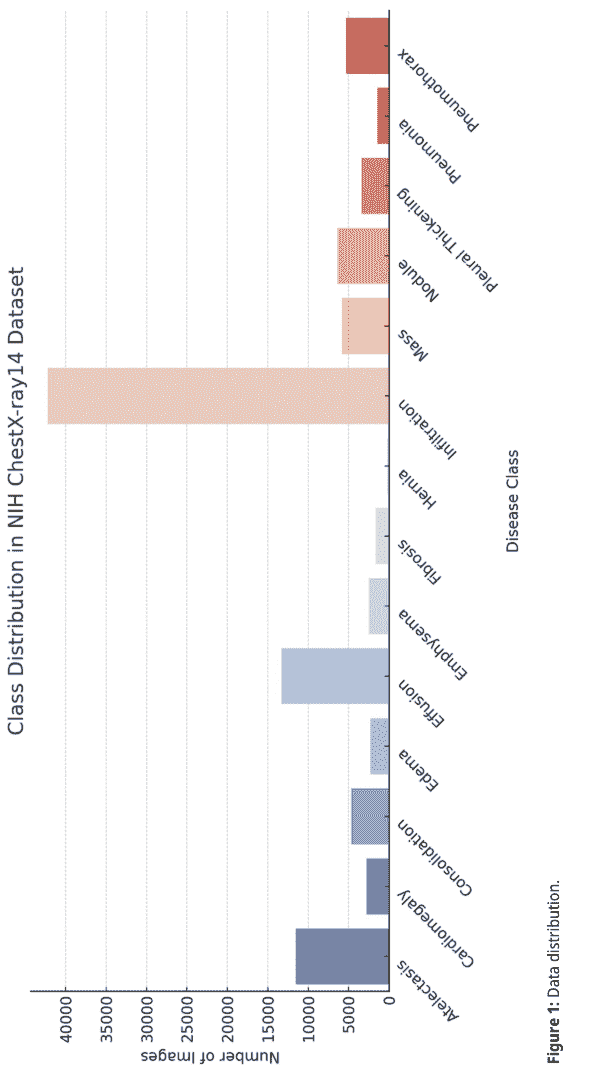 Class Distribution in NIH ChestX-ray14 Dataset
Number of Images
40000
35000
30000
25000
20000
15000
10000
5000
0
Atelectasis
Cardiomegaly
Consolidation
Edema
Effusion
Emphysema
Fibrosis
Hernia
Infiltration
Mass
Nodule
Pleural Thickening
Pneumonia
Pneumothorax
Disease Class
Figure 1: Data distribution.